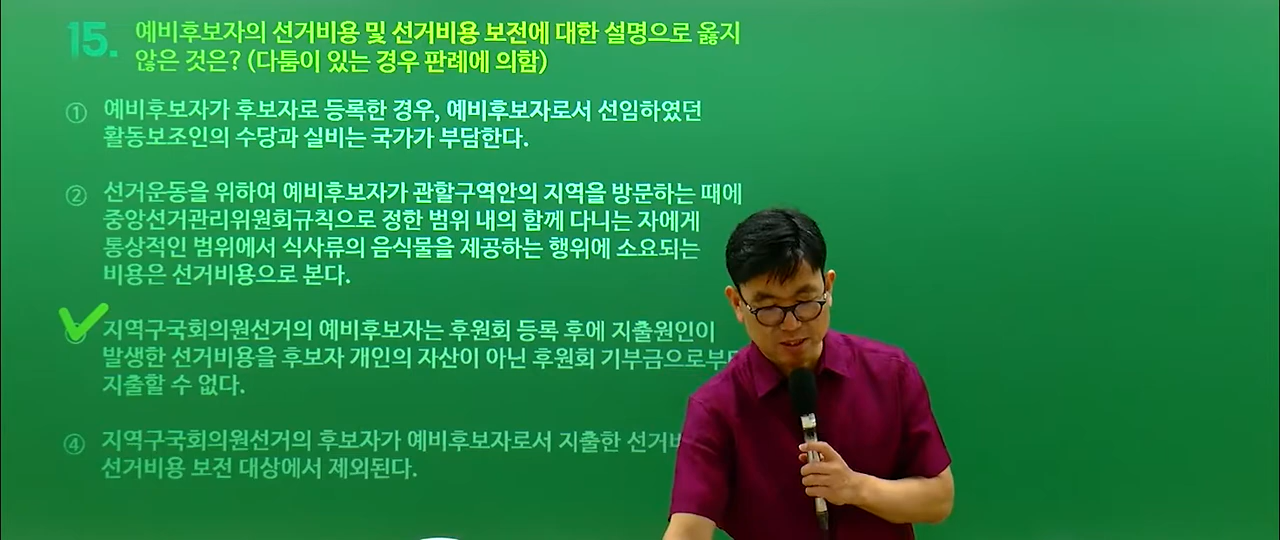 15. 예비후보자의 선거비용 및 선거비용 보전에 대한 설명으로 옳지
않은 것은? (다툼이 있는 경우 판례에 의함)
① 예비후보자가 후보자로 등록한 경우, 예비후보자로서 선임하였던
활동보조인의 수당과 실비는 국가가 부담한다.
② 선거운동을 위하여 예비후보자가 관할구역안의 지역을 방문하는 때에
중앙선거관리위원회규칙으로 정한 범위 내의 함께 다니는 자에게
통상적인 범위에서 식사류의 음식물을 제공하는 행위에 소요되는
비용은 선거비용으로 본다.
지역구국회의원선거의 예비후보자는 후원회 등록 후에 지출원인이
발생한 선거비용을 후보자 개인의 자산이 아닌 후원회 기부금으로부
지출할 수 없다.
④ 지역구국회의원선거의 후보자가 예비후보자로서 지출한
선거비용 보전 대상에서 제외된다.